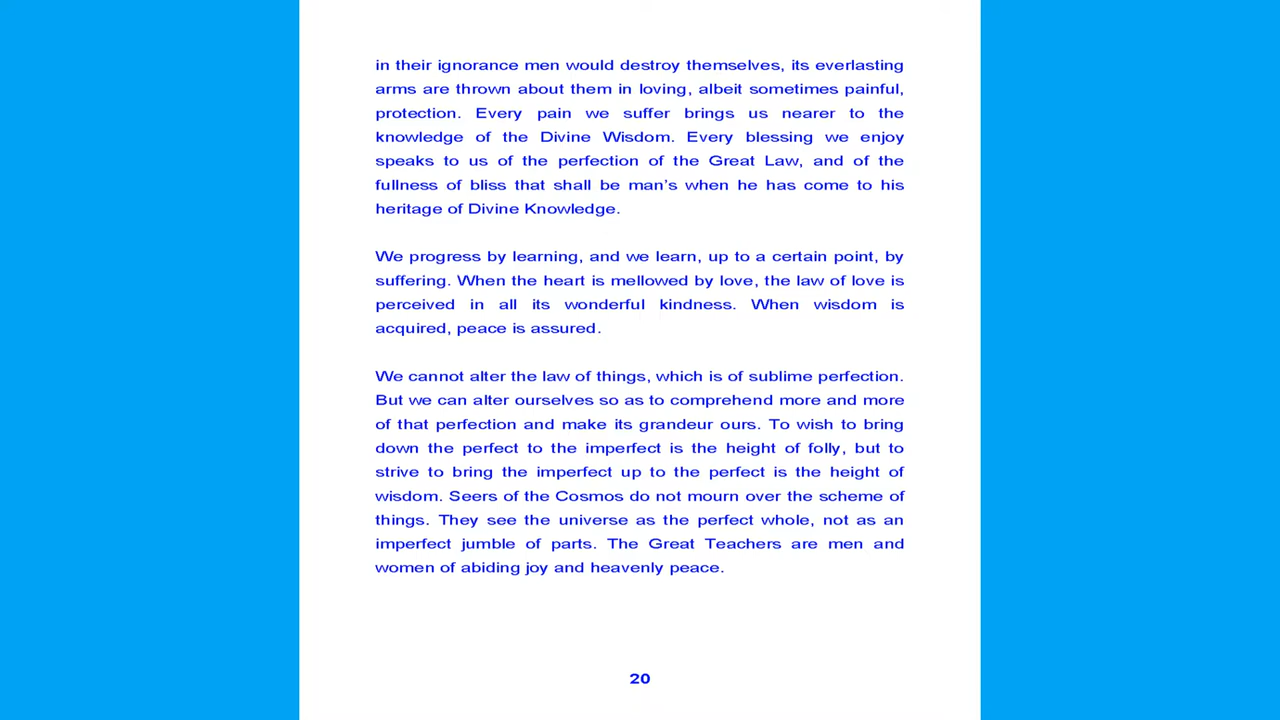 in their ignorance men would destroy themselves, its everlasting
arms are thrown about them in loving, albeit sometimes painful,
protection. Every pain we suffer brings us nearer to the
knowledge of the Divine Wisdom. Every blessing we enjoy
speaks to us of the perfection of the Great Law, and of the
fullness of bliss that shall be man’s when he has come to his
heritage of Divine Knowledge.
We progress by learning, and we learn, up to a certain point, by
suffering. When the heart is mellowed by love, the law of love is
perceived in all its wonderful kindness. When wisdom is
acquired, peace is assured.
We cannot alter the law of things, which is of sublime perfection.
But we can alter ourselves so as to comprehend more and more
of that perfection and make its grandeur ours. To wish to bring
down the perfect to the imperfect is the height of folly, but to
strive to bring the imperfect up to the perfect is the height of
wisdom. Seers of the Cosmos do not mourn over the scheme of
things. They see the universe as the perfect whole, not as an
imperfect jumble of parts. The Great Teachers are men and
women of abiding joy and heavenly peace.
20